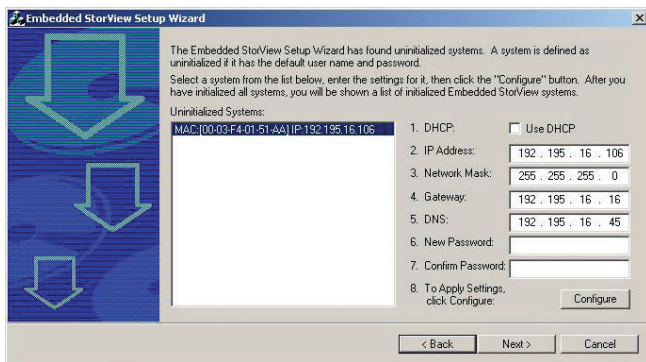 Embedded StorView Setup Wizard
The Embedded StorView Setup Wizard has found uninitialized systems. A system is defined as
uninitialized if it has the default user name and password.
Select a system from the list below, enter the settings for it, then click the "Configure" button. After you
have initialized all systems, you will be shown a list of initialized Embedded StorView systems.
Uninitialized Systems:
MAC:[00-03-F4-01-51-AA] IP:192.195.16.106
1. DHCP: Use DHCP
2. IP Address: 192 . 195 . 16 . 106
3. Network Mask: 255 . 255 . 255 . 0
4. Gateway: 192 . 195 . 16 . 16
5. DNS: 192 . 195 . 16 . 45
6. New Password:
7. Confirm Password:
8. To Apply Settings,
click Configure: Configure
< Back Next > Cancel